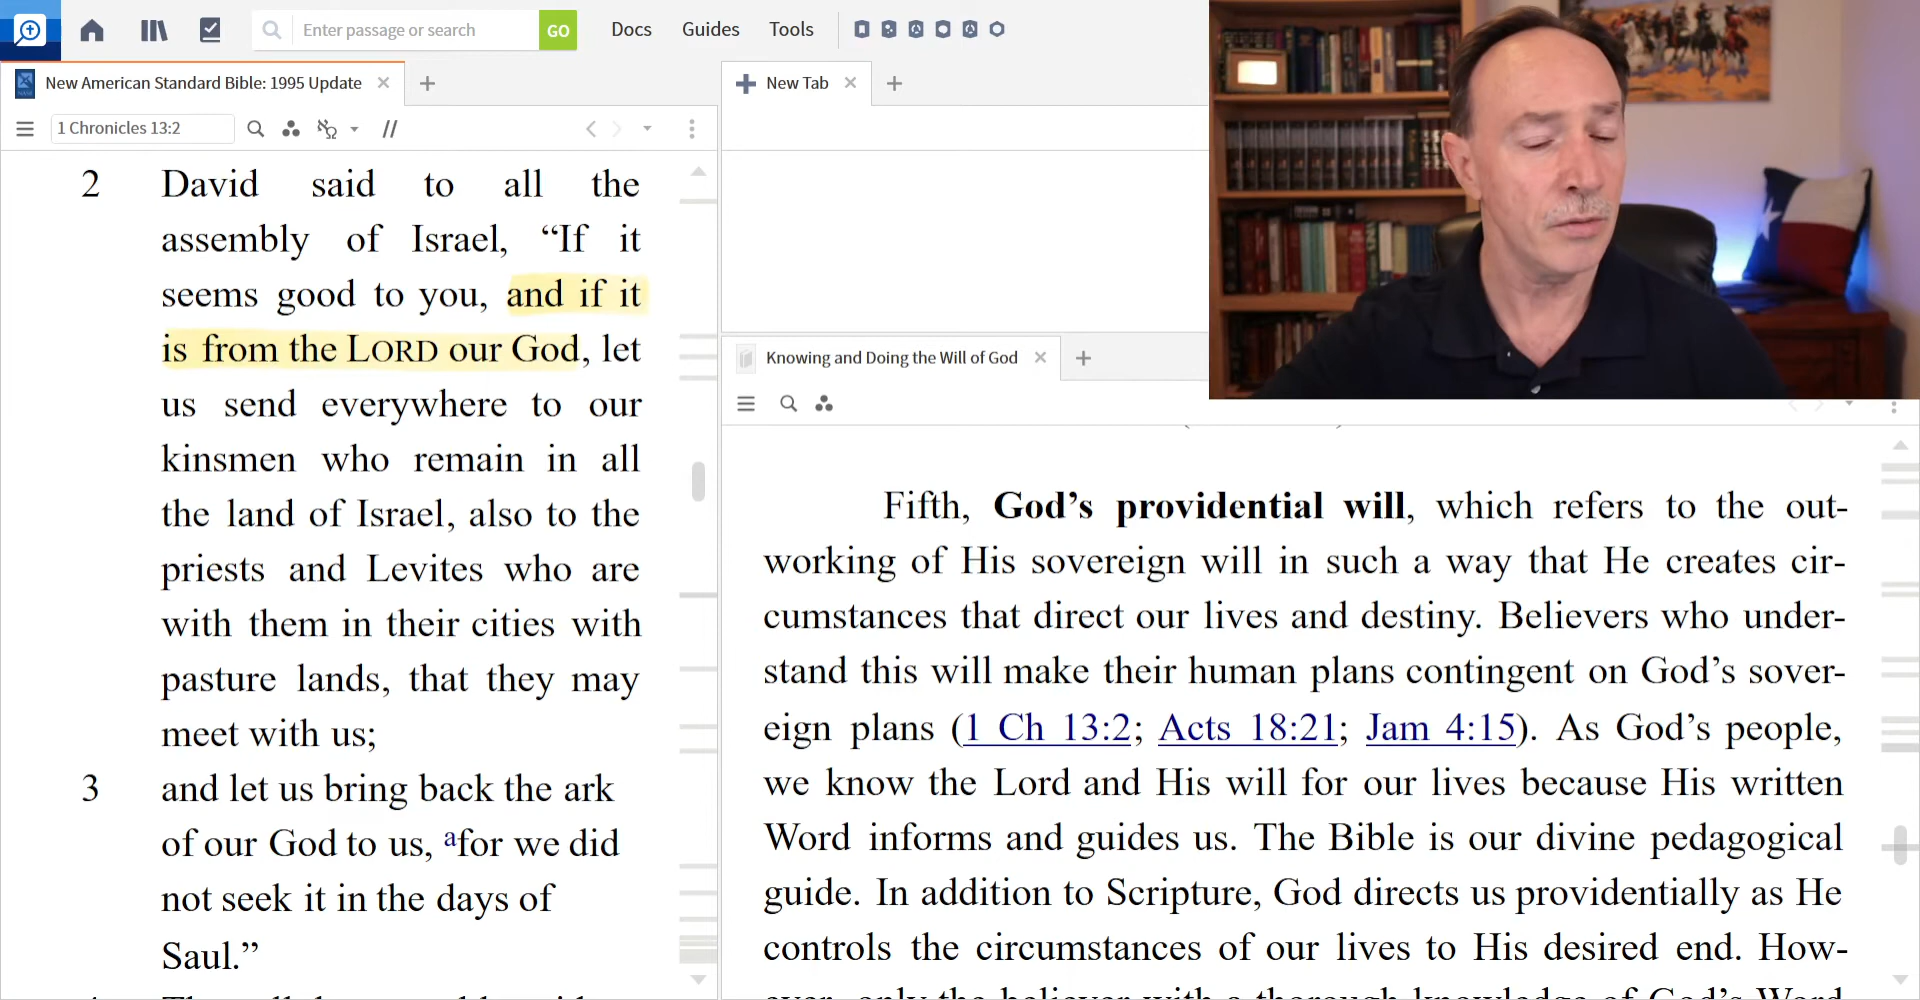 Enter passage or search
GO
Docs
Guides
Tools
New American Standard Bible: 1995 Update
New Tab
1 Chronicles 13:2
2 David said to all the
assembly of Israel, “If it
seems good to you, and if it
is from the LORD our God, let
us send everywhere to our
kinsmen who remain in all
the land of Israel, also to the
priests and Levites who are
with them in their cities with
pasture lands, that they may
meet with us;
3 and let us bring back the ark
of our God to us, afor we did
not seek it in the days of
Saul.”
Knowing and Doing the Will of God
Fifth, God’s providential will, which refers to the out-
working of His sovereign will in such a way that He creates cir-
cumstances that direct our lives and destiny. Believers who under-
stand this will make their human plans contingent on God’s sover-
eign plans (1 Ch 13:2; Acts 18:21; Jam 4:15). As God’s people,
we know the Lord and His will for our lives because His written
Word informs and guides us. The Bible is our divine pedagogical
guide. In addition to Scripture, God directs us providentially as He
controls the circumstances of our lives to His desired end. How-
ever, only the believer with a thorough knowledge of God’s Word